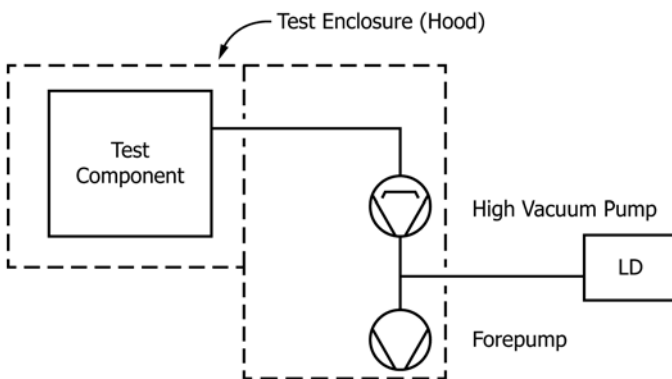 Test Enclosure (Hood)
Test
Component
High Vacuum Pump
LD
Forepump